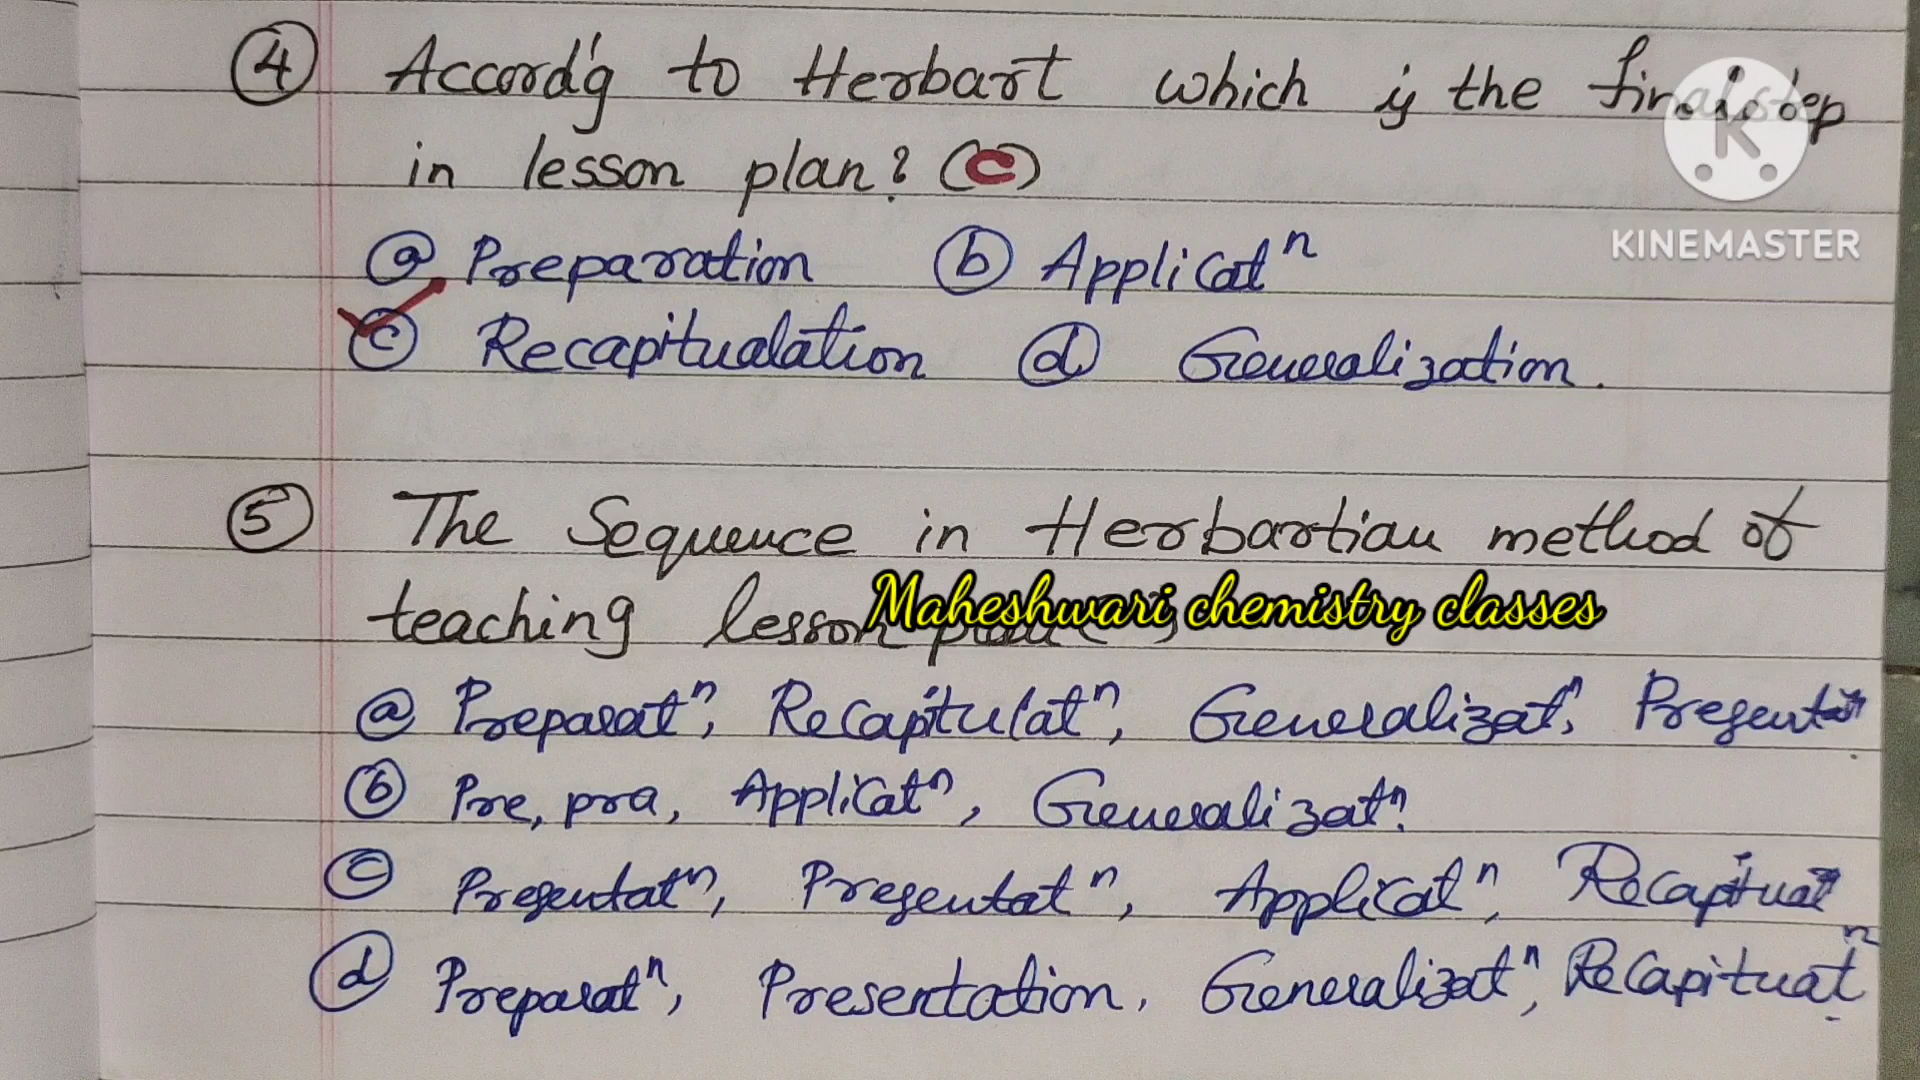 4 Accord'g to Herbart which is the final step
in lesson plan? (C)
KINEMASTER
a Preparation b Applicatⁿ
c Recapitualation d Generalization.
5 The Sequence in Herbartian method of
teaching lesson plan
Maheshwari chemistry classes
a Preparatⁿ, Recapitulatⁿ, Generalizatⁿ, Presentatⁿ
b Pre, pra, Applicatⁿ, Generalizatⁿ.
c Presentatⁿ, Presentatⁿ, Applicatⁿ, Recapituatⁿ
d Preparatⁿ, Presentation, Generalizatⁿ, Recapituatⁿ